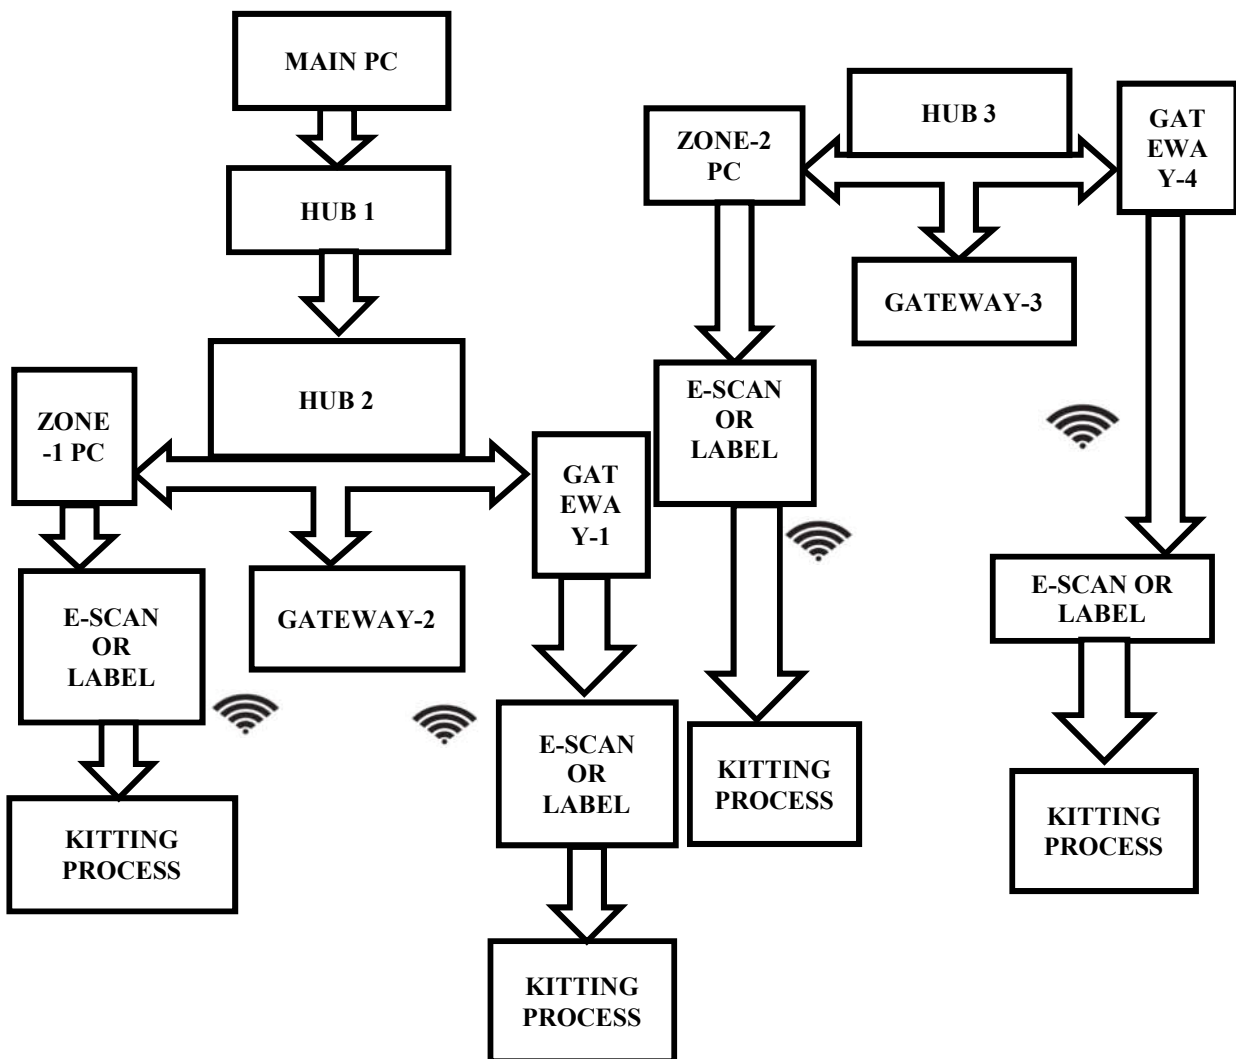 MAIN PC
HUB 1
HUB 2
ZONE
-1 PC
GAT
EWA
Y-1
GATEWAY-2
E-SCAN
OR
LABEL
KITTING
PROCESS
E-SCAN
OR
LABEL
KITTING
PROCESS
HUB 3
ZONE-2
PC
GAT
EWA
Y-4
GATEWAY-3
E-SCAN
OR
LABEL
KITTING
PROCESS
E-SCAN OR
LABEL
KITTING
PROCESS